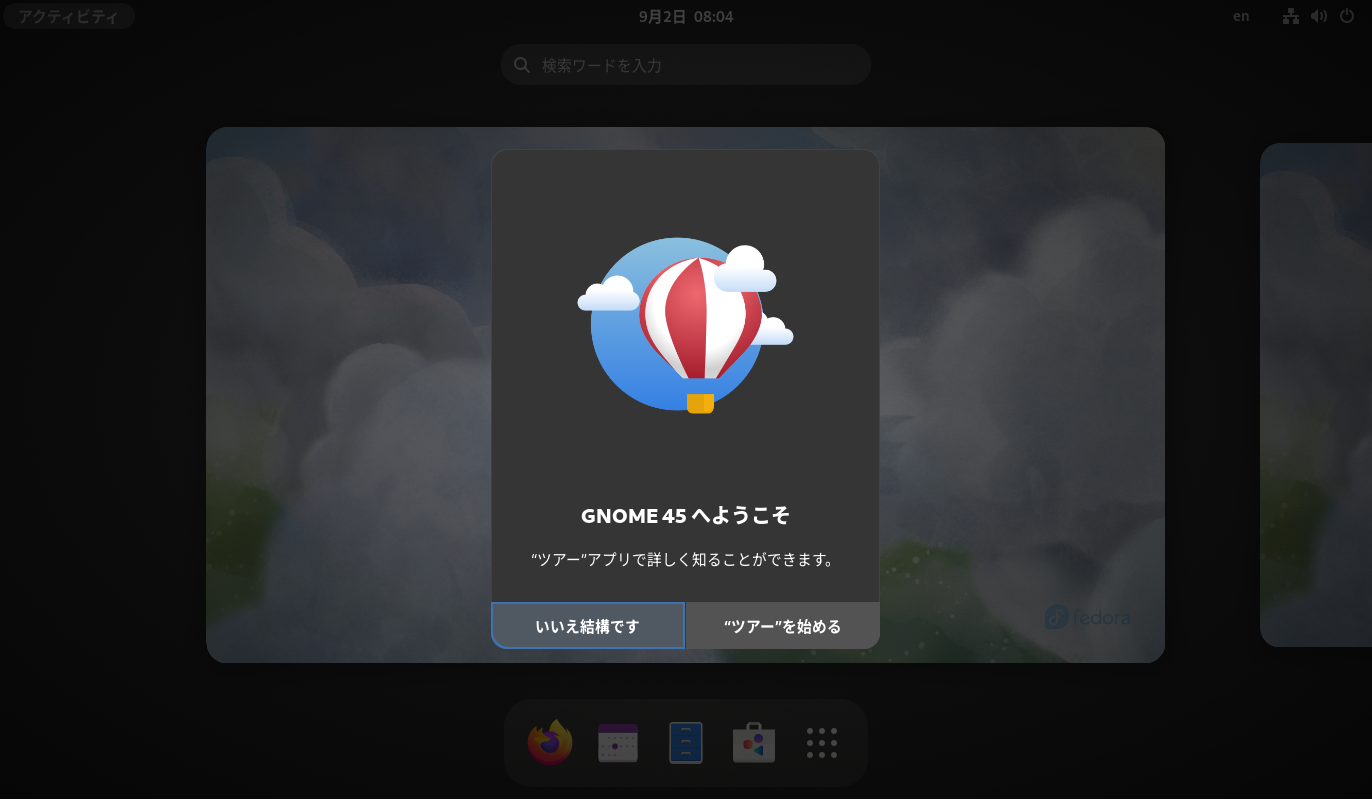 アクティビティ
9月2日 08:04
en
検索ワードを入力
GNOME 45 へようこそ
“ツアー”アプリで詳しく知ることができます。
いいえ結構です
“ツアー”を始める
fedora